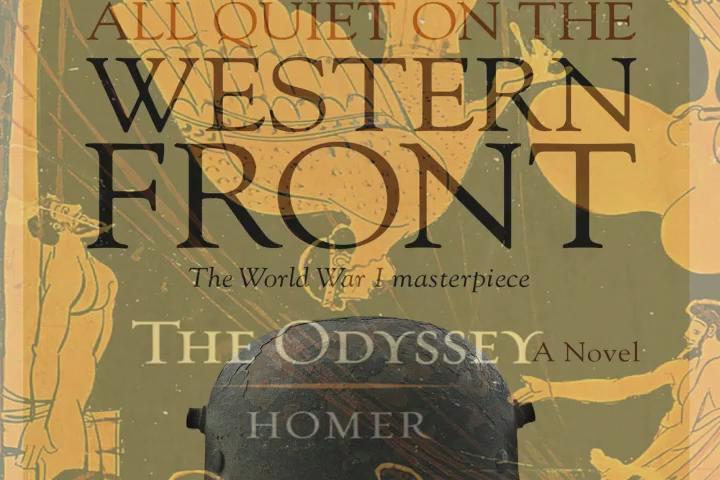 ALL QUIET ON THE
WESTERN
FRONT
The World War I masterpiece
THE ODYSSEY
A Novel
HOMER